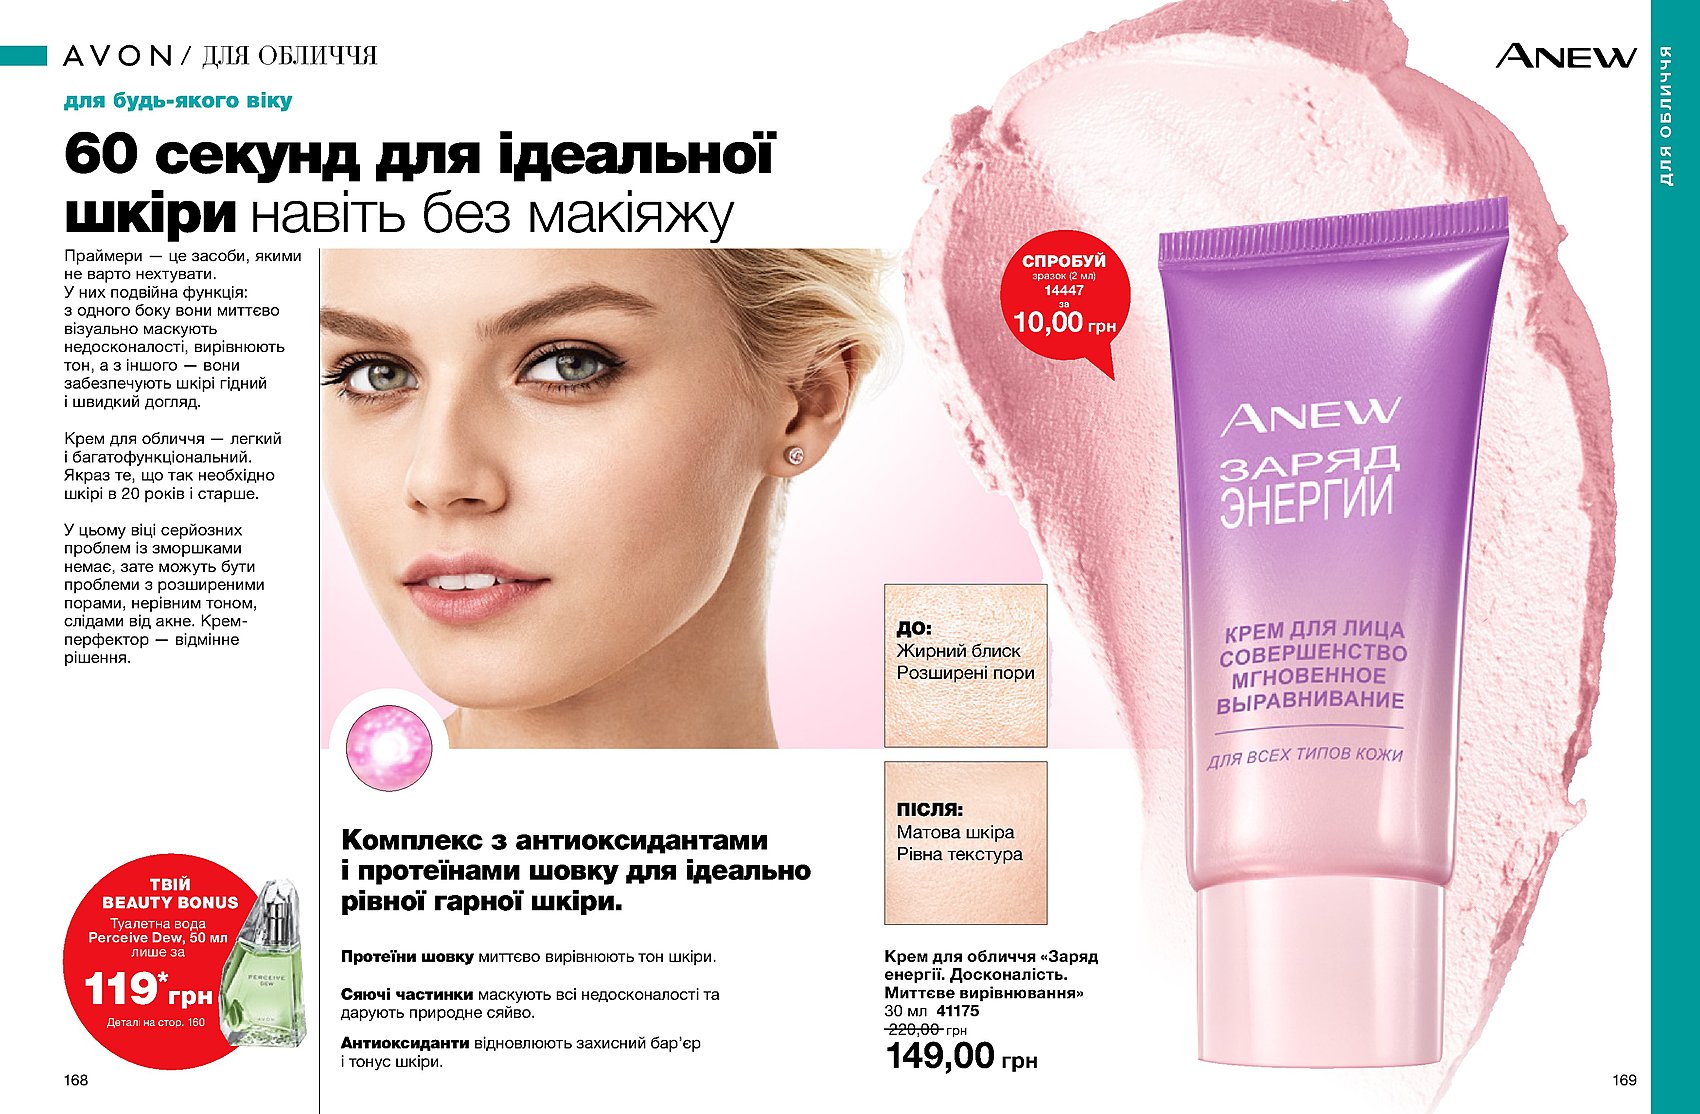 AVON / ДЛЯ ОБЛИЧЧЯ
для будь-якого віку
60 секунд для ідеальної
шкіри навіть без макіяжу
Праймери — це засоби, якими
не варто нехтувати.
У них подвійна функція:
з одного боку вони миттєво
візуально маскують
недосконалості, вирівнюють
тон, а з іншого — вони
забезпечують шкірі гідний
і швидкий догляд.
Крем для обличчя — легкий
і багатофункціональний.
Якраз те, що так необхідно
шкірі в 20 років і старше.
У цьому віці серйозних
проблем із зморшками
немає, зате можуть бути
проблеми з розширеними
порами, нерівним тоном,
слідами від акне. Крем-
перфектор — відмінне
рішення.
ТВІЙ
BEAUTY BONUS
Туалетна вода
Perceive Dew, 50 мл
лише за
119* грн
Деталі на стор. 160
PERCEIVE
DEW
AVON
168
Комплекс з антиоксидантами
і протеїнами шовку для ідеально
рівної гарної шкіри.
Протеїни шовку миттєво вирівнюють тон шкіри.
Сяючі частинки маскують всі недосконалості та
дарують природне сяйво.
Антиоксиданти відновлюють захисний бар'єр
і тонус шкіри.
ANEW
ДЛЯ ОБЛИЧЧЯ
СПРОБУЙ
зразок (2 мл)
14447
за
10,00 грн
ДО:
Жирний блиск
Розширені пори
ПІСЛЯ:
Матова шкіра
Рівна текстура
Крем для обличчя «Заряд
енергії. Досконалість.
Миттєве вирівнювання»
30 мл 41175
220,00 грн
149,00 грн
ANEW
ЗАРЯД
ЭНЕРГИИ
КРЕМ ДЛЯ ЛИЦА
СОВЕРШЕНСТВО
МГНОВЕННОЕ
ВЫРАВНИВАНИЕ
ДЛЯ ВСЕХ ТИПОВ КОЖИ
169